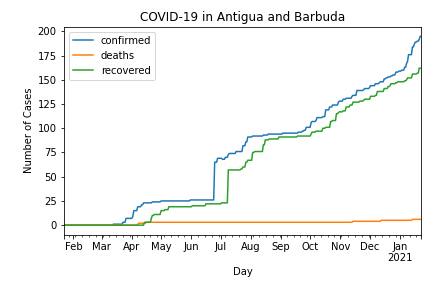 COVID-19 in Antigua and Barbuda
200
175
150
125
100
75
50
25
0
Number of Cases
confirmed
deaths
recovered
Feb Mar Apr May Jun Jul Aug Sep Oct Nov Dec Jan
2021
Day